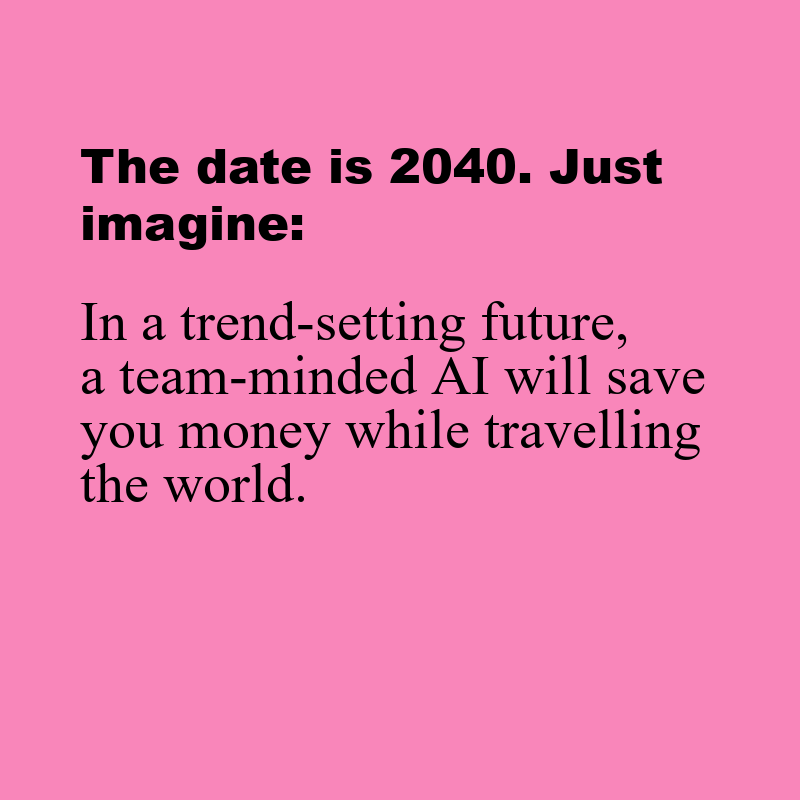 The date is 2040. Just
imagine:
In a trend-setting future,
a team-minded AI will save
you money while travelling
the world.